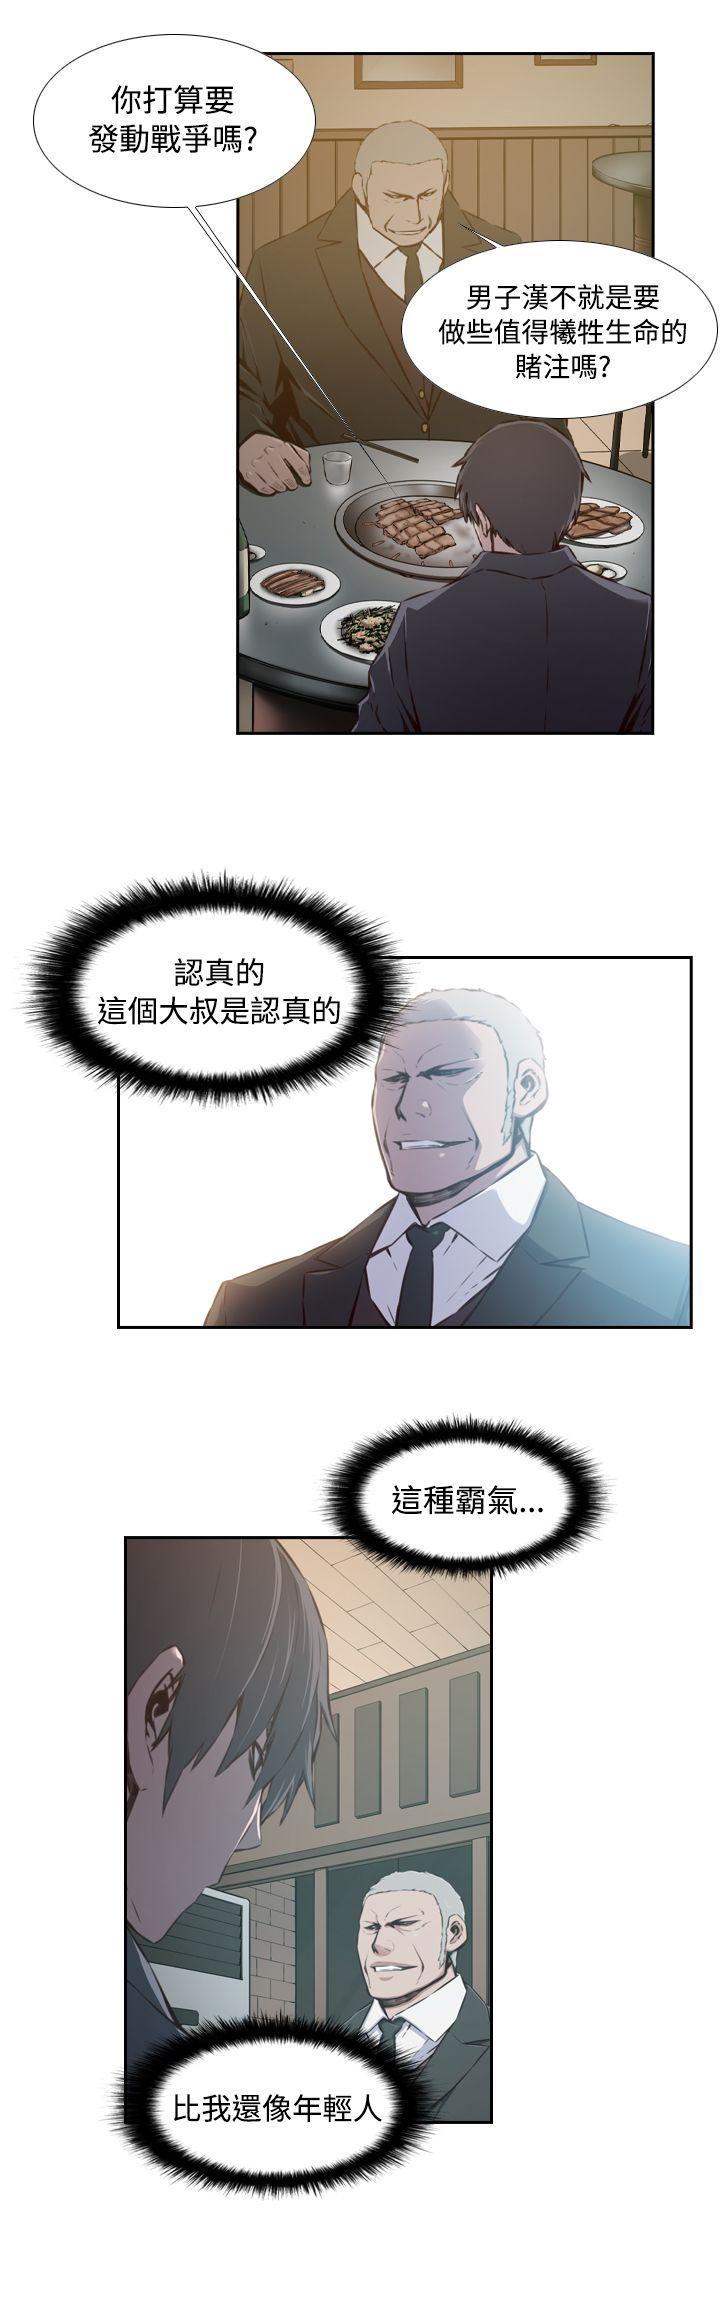 你打算要
發動戰爭嗎?
男子漢不就是要
做些值得犧牲生命的
賭注嗎?
認真的
這個大叔是認真的
這種霸氣...
比我還像年輕人